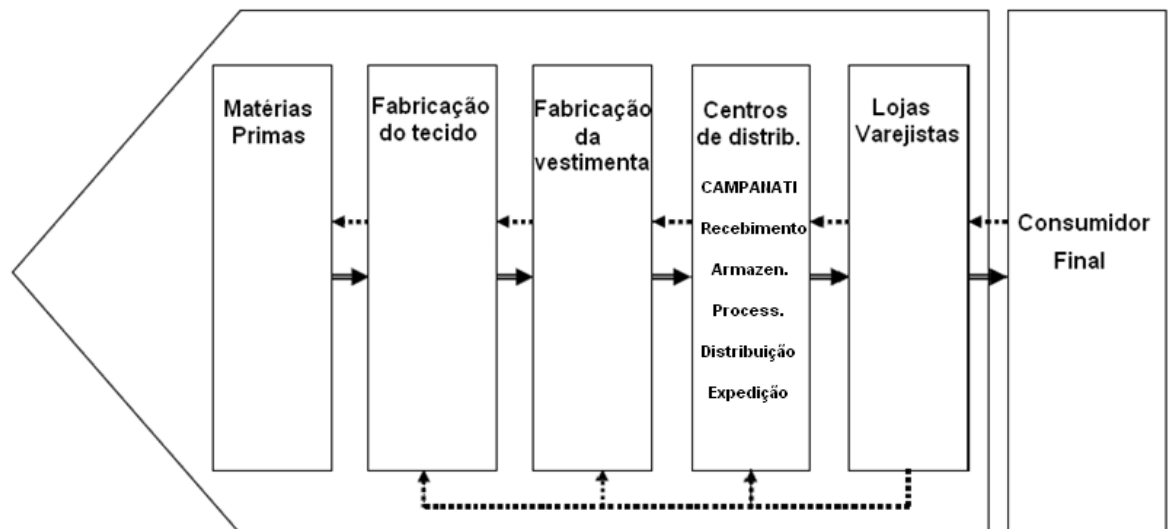 Matérias
Primas
Fabricação
do tecido
Fabricação
da
vestimenta
Centros
de distrib.
CAMPANATI
Recebimento
Armazen.
Process.
Distribuição
Expedição
Lojas
Varejistas
Consumidor
Final